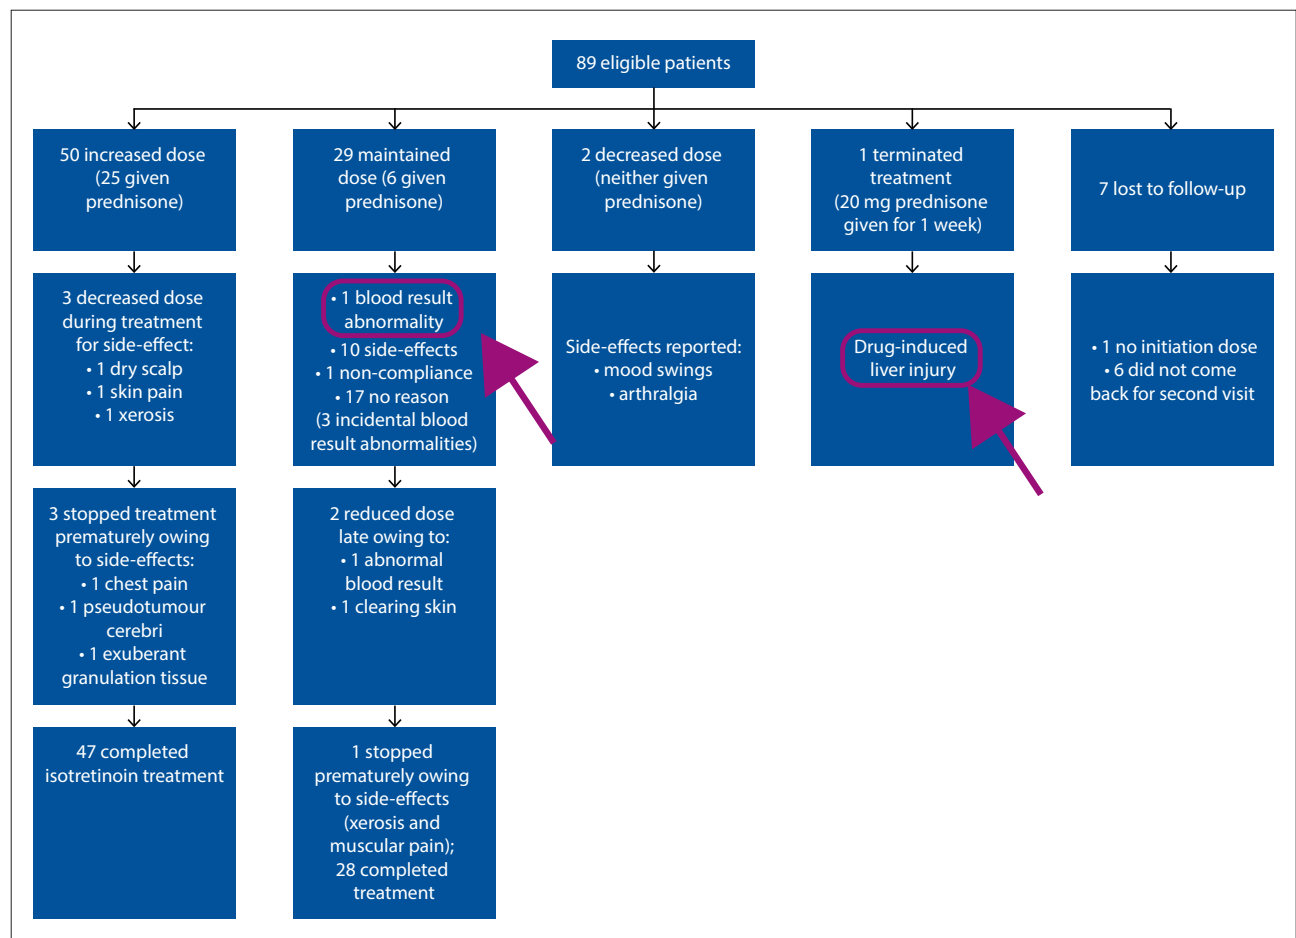 89 eligible patients
50 increased dose
(25 given
prednisone)
29 maintained
dose (6 given
prednisone)
2 decreased dose
(neither given
prednisone)
1 terminated
treatment
(20 mg prednisone
given for 1 week)
7 lost to follow-up
3 decreased dose
during treatment
for side-effect:
• 1 dry scalp
• 1 skin pain
• 1 xerosis
• 1 blood result
abnormality
• 10 side-effects
• 1 non-compliance
• 17 no reason
(3 incidental blood
result abnormalities)
Side-effects reported:
• mood swings
• arthralgia
Drug-induced
liver injury
• 1 no initiation dose
• 6 did not come
back for second visit
3 stopped treatment
prematurely owing
to side-effects:
• 1 chest pain
• 1 pseudotumour
cerebri
• 1 exuberant
granulation tissue
2 reduced dose
late owing to:
• 1 abnormal
blood result
• 1 clearing skin
47 completed
isotretinoin treatment
1 stopped
prematurely owing
to side-effects
(xerosis and
muscular pain);
28 completed
treatment